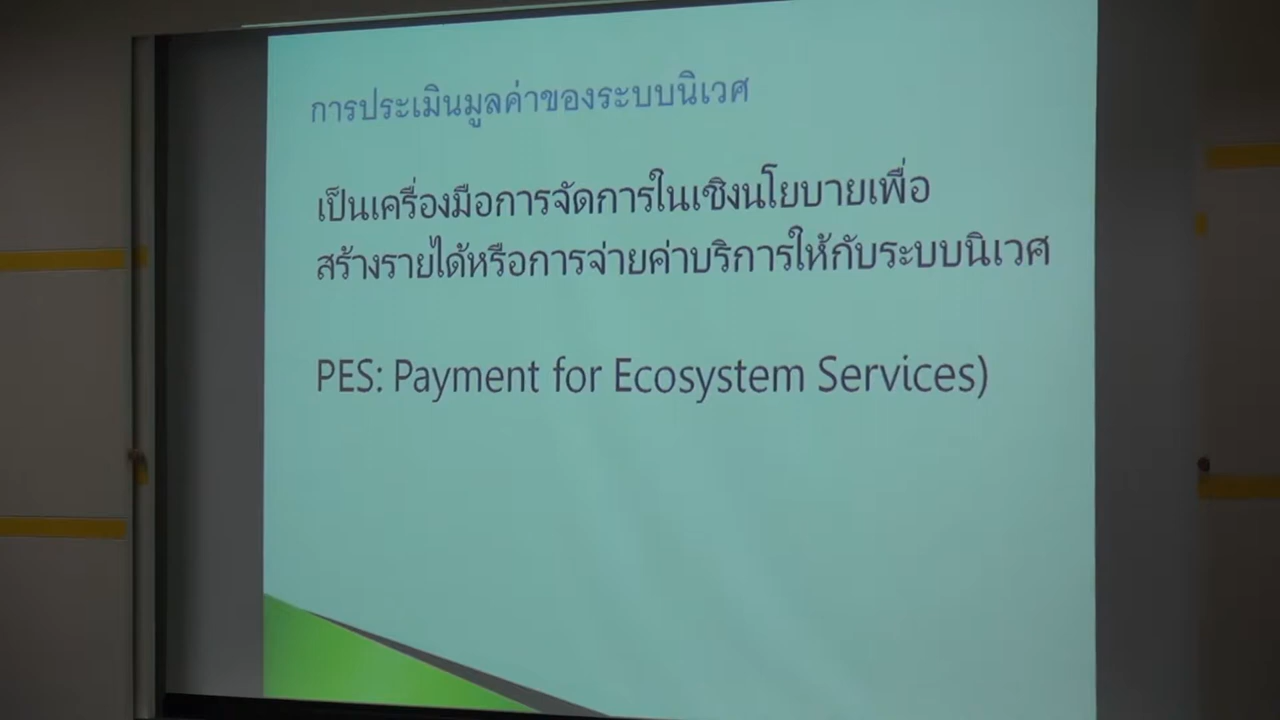 การประเมินมูลค่าของระบบนิเวศ
เป็นเครื่องมือการจัดการในเชิงนโยบายเพื่อ
สร้างรายได้หรือการจ่ายค่าบริการให้กับระบบนิเวศ
PES: Payment for Ecosystem Services)